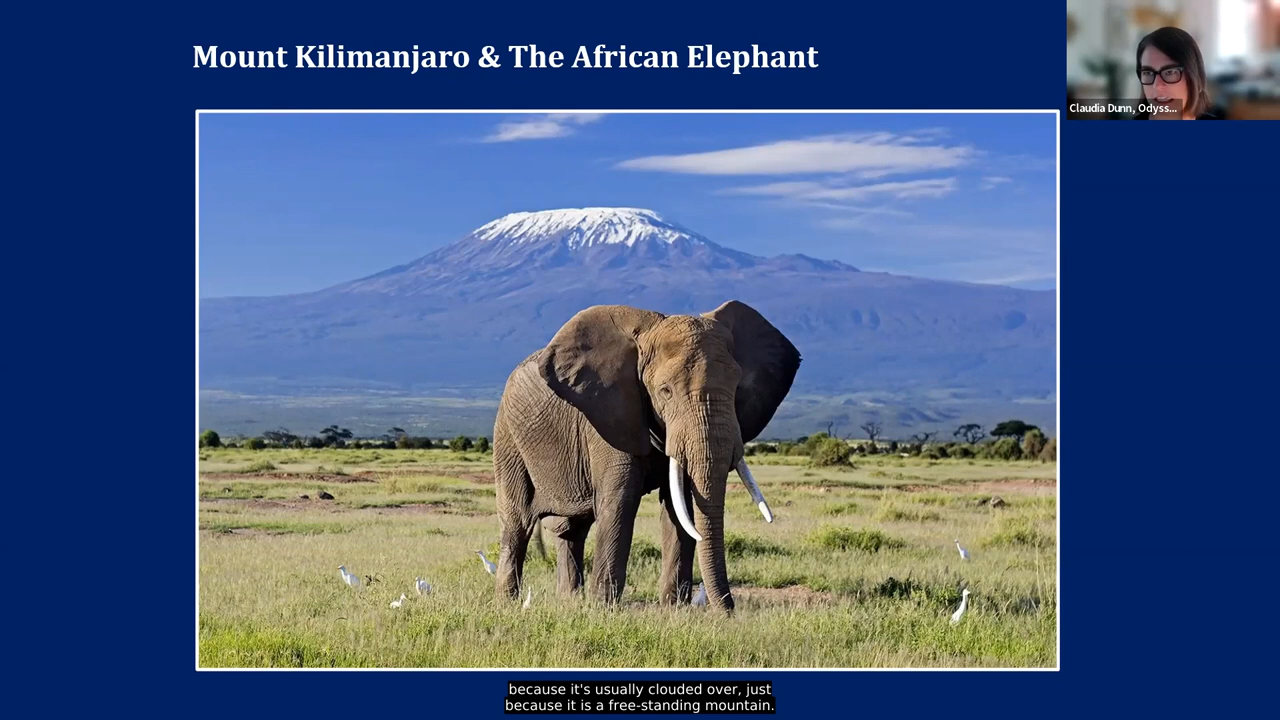 Mount Kilimanjaro & The African Elephant
Claudia Dunn, Odyss...
because it's usually clouded over, just
because it is a free-standing mountain.